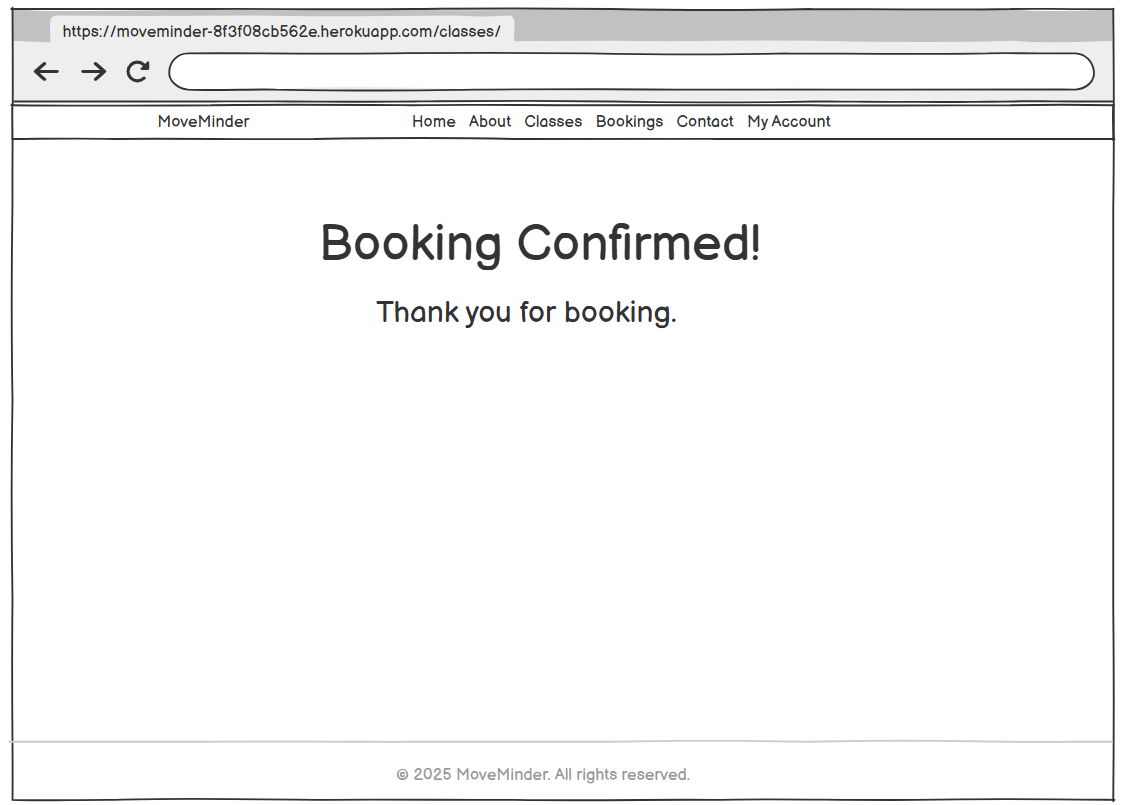 https://moveminder-8f3f08cb562e.herokuapp.com/classes/
MoveMinder Home About Classes Bookings Contact My Account
Booking Confirmed!
Thank you for booking.
© 2025 MoveMinder. All rights reserved.